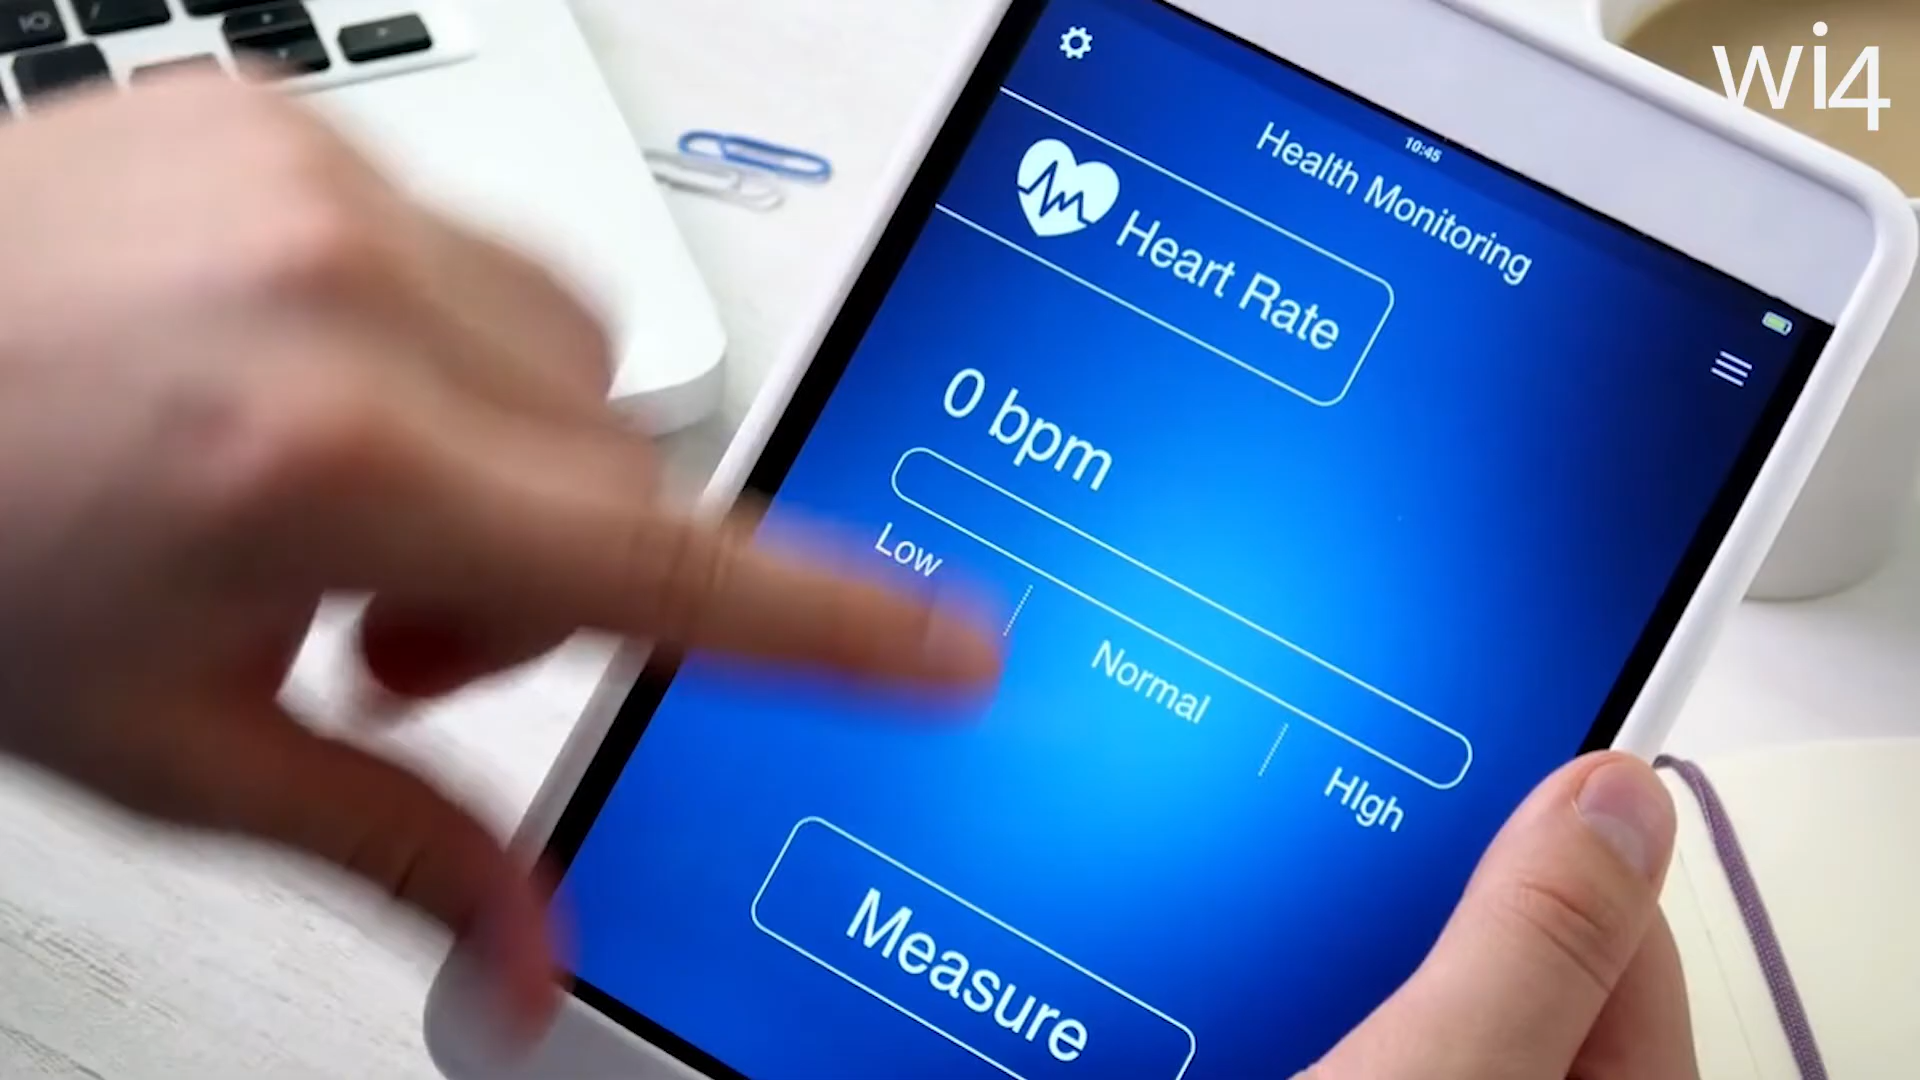 wi4
10:45
Health Monitoring
Heart Rate
0 bpm
Low
Normal
HIgh
Measure